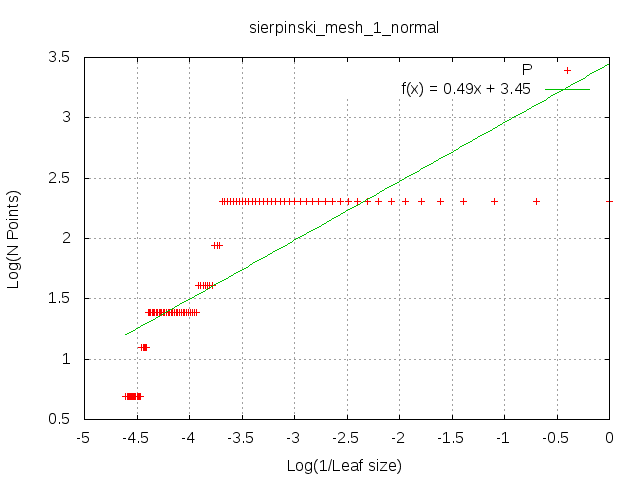 sierpinski_mesh_1_normal
3.5
P
f(x) = 0.49x + 3.45
3
2.5
2
1.5
1
0.5
Log(N Points)
-5 -4.5 -4 -3.5 -3 -2.5 -2 -1.5 -1 -0.5 0
Log(1/Leaf size)